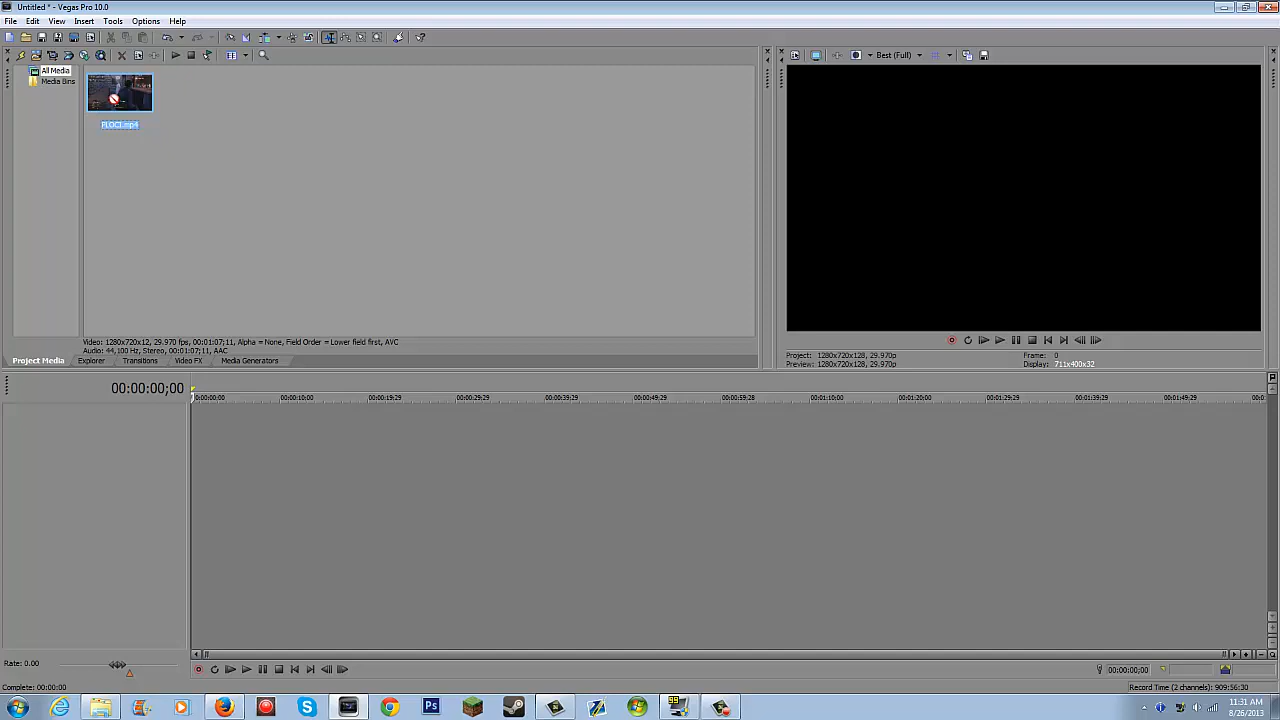 Untitled * - Vegas Pro 10.0
File Edit View Insert Tools Options Help
Best (Full)
All Media
Media Bins
Video: 1280x720x12, 29.970 fps, 00:01:07;11, Alpha = None, Field Order = Lower field first, AVC
Audio: 44,100 Hz, Stereo, 00:01:07;11, AAC
Project Media Explorer Transitions Video FX Media Generators
Project: 1280x720x128, 29.970p Frame: 0
Preview: 1280x720x128, 29.970p Display: 711x400x32
00:00:00;00
00:00:00 00:00:10;00 00:00:19;29 00:00:29;29 00:00:39;29 00:00:49;29 00:00:59;28 00:01:10;00 00:01:20;00 00:01:29;29 00:01:39;29 00:01:49;29
Rate: 0.00
00:00:00;00
Complete: 00:00:00 Record Time (2 channels): 909:56:30
Ps
11:31 AM
8/26/2013